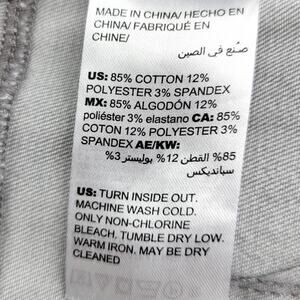 MADE IN CHINA/ HECHO EN
CHINA/ FABRIQUÉ EN
CHINE/
صنع في الصين
US: 85% COTTON 12%
POLYESTER 3% SPANDEX
MX: 85% ALGODÓN 12%
poliéster 3% elastano CA: 85%
COTON 12% POLYESTER 3%
SPANDEX AE/KW:
85% القطن 12% بوليستر 3%
سباندیکس
US: TURN INSIDE OUT.
MACHINE WASH COLD.
ONLY NON-CHLORINE
BLEACH. TUMBLE DRY LOW.
WARM IRON. MAY BE DRY
CLEANED